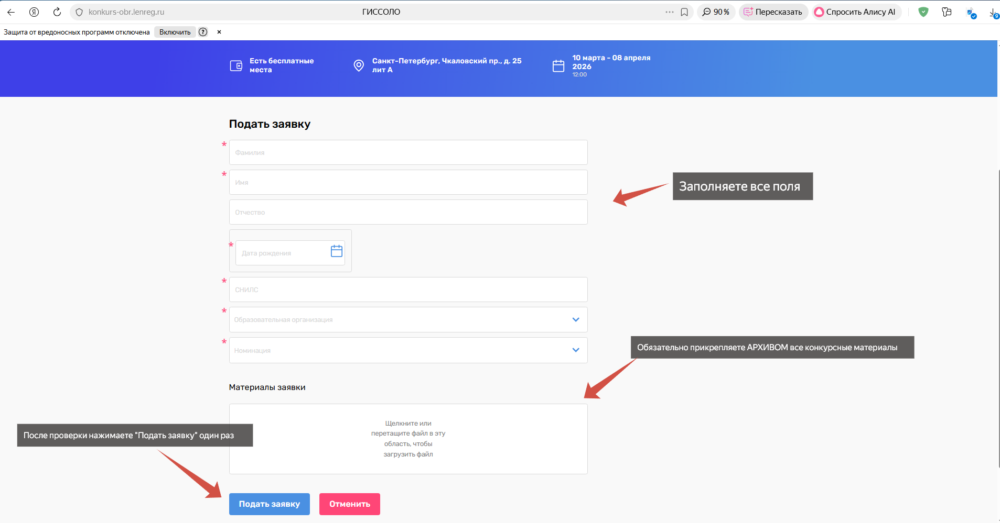 konkurs-obr.lenreg.ru
ГИССОЛО
90 %
Пересказать
Спросить Алису AI
9
Защита от вредоносных программ отключена
Включить
?
Есть бесплатные
места
Санкт-Петербург, Чкаловский пр., д. 25
лит А
10 марта - 08 апреля
2026
12:00
Подать заявку
* Фамилия
* Имя
Отчество
Заполняете все поля
* Дата рождения
* СНИЛС
* Образовательная организация
* Номинация
Обязательно прикрепляете АРХИВОМ все конкурсные материалы
Материалы заявки
Щелкните или
перетащите файл в эту
область, чтобы
загрузить файл
После проверки нажимаете "Подать заявку" один раз
Подать заявку
Отменить